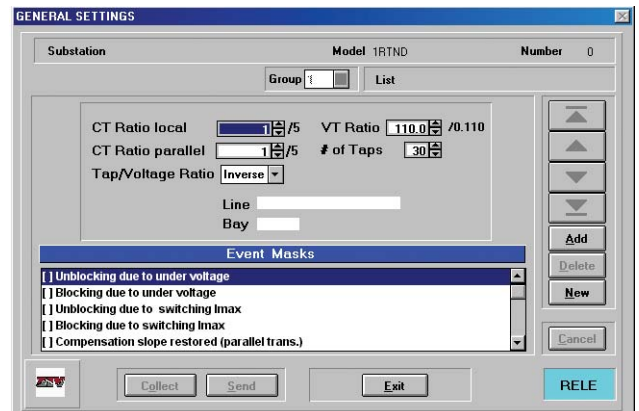 GENERAL SETTINGS
Substation Model 1RTND Number 0
Group 1 List
CT Ratio local 1 /5 VT Ratio 110.0 /0.110
CT Ratio parallel 1 /5 # of Taps 30
Tap/Voltage Ratio Inverse
Line
Bay
Event Masks
[ ] Unblocking due to under voltage
[ ] Blocking due to under voltage
[ ] Unblocking due to switching Imax
[ ] Blocking due to switching Imax
[ ] Compensation slope restored (parallel trans.)
Add
Delete
New
Cancel
Collect Send Exit RELE